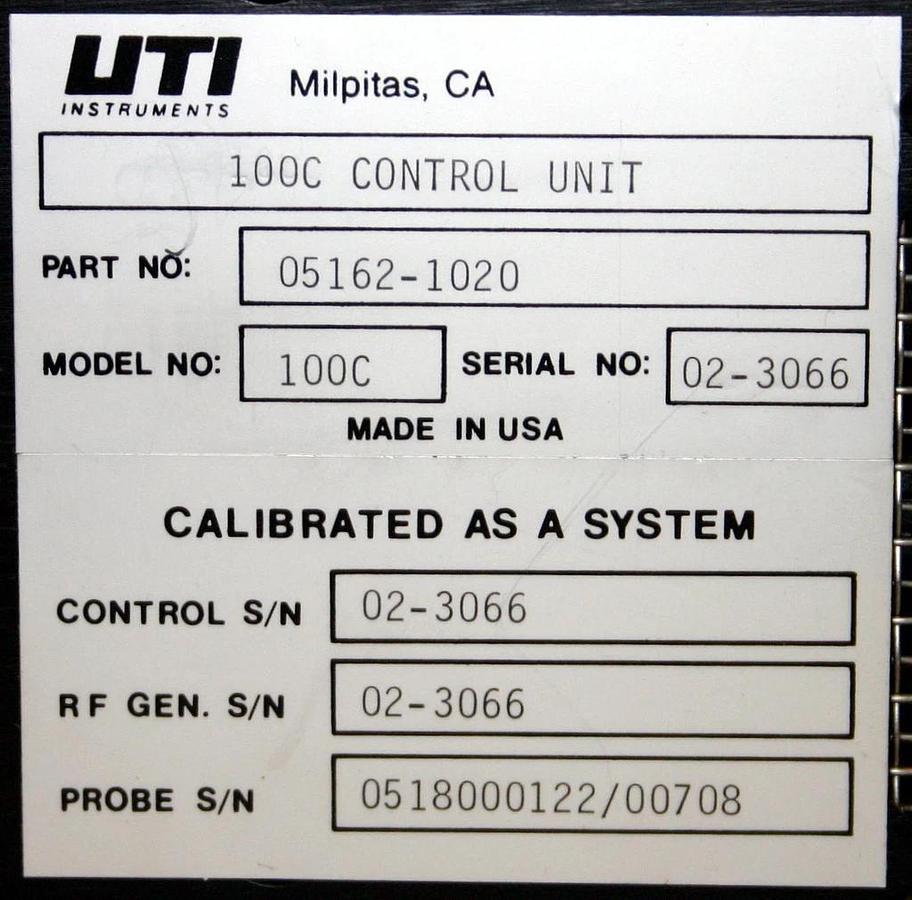 UTI INSTRUMENTS Milpitas, CA
100C CONTROL UNIT
PART NO: 05162-1020
MODEL NO: 100C SERIAL NO: 02-3066
MADE IN USA
CALIBRATED AS A SYSTEM
CONTROL S/N 02-3066
RF GEN. S/N 02-3066
PROBE S/N 0518000122/00708